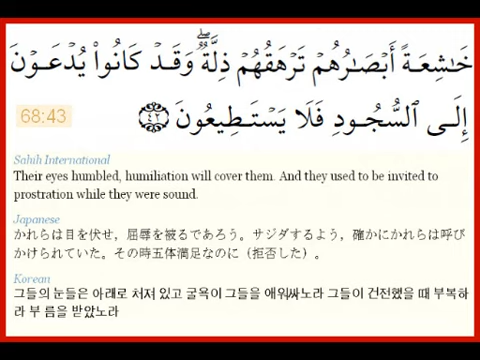 خَـٰشِعَةً أَبْصَـٰرُهُمْ تَرْهَقُهُمْ ذِلَّةٌ ۖ وَقَدْ كَانُوا۟ يُدْعَوْنَ
إِلَى ٱلسُّجُودِ فَلَا يَسْتَطِيعُونَ ﴿٤٢﴾
68:43
Sahih International
Their eyes humbled, humiliation will cover them. And they used to be invited to
prostration while they were sound.
Japanese
かれらは目を伏せ，屈辱を被るであろう。サジダするよう，確かにかれらは呼び
かけられていた。その時五体満足なのに（拒否した）。
Korean
그들의 눈들은 아래로 처져 있고 굴욕이 그들을 애워싸노라 그들이 건전했을 때 부복하
라 부 름을 받았노라